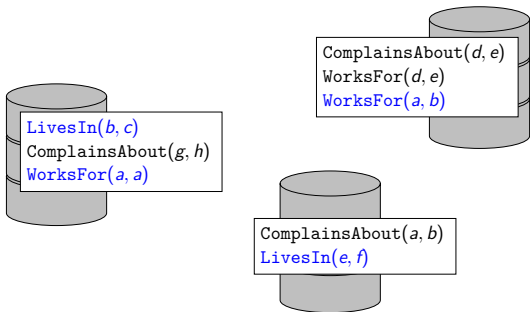 ComplainsAbout(d, e)
WorksFor(d, e)
WorksFor(a, b)
LivesIn(b, c)
ComplainsAbout(g, h)
WorksFor(a, a)
ComplainsAbout(a, b)
LivesIn(e, f)